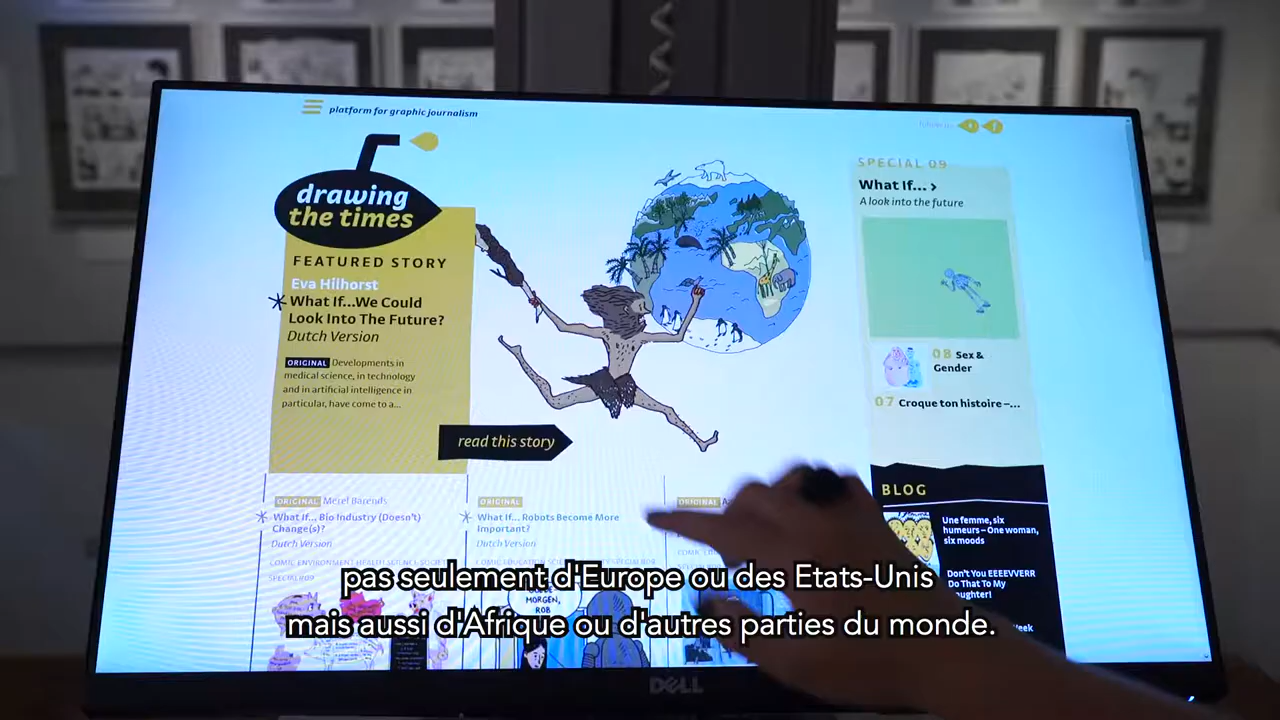 platform for graphic journalism
drawing
the times
FEATURED STORY
Eva Hilhorst
What If...We Could
Look Into The Future?
Dutch Version
ORIGINAL Developments in
medical science, in technology
and in artificial intelligence in
particular, have come to a...
read this story
SPECIAL 09
What If... >
A look into the future
08 Sex &
Gender
07 Croque ton histoire –...
BLOG
Une femme, six
humeurs – One woman,
six moods
Don't You EEEEVVERR
Do That To My
ORIGINAL Merel Barends
What If... Bio Industry (Doesn't)
Change(s)?
Dutch Version
ORIGINAL
What If... Robots Become More
Important?
Dutch Version
ORIGINAL
MORGEN,
ROB
pas seulement d'Europe ou des Etats-Unis
mais aussi d'Afrique ou d'autres parties du monde.
DELL